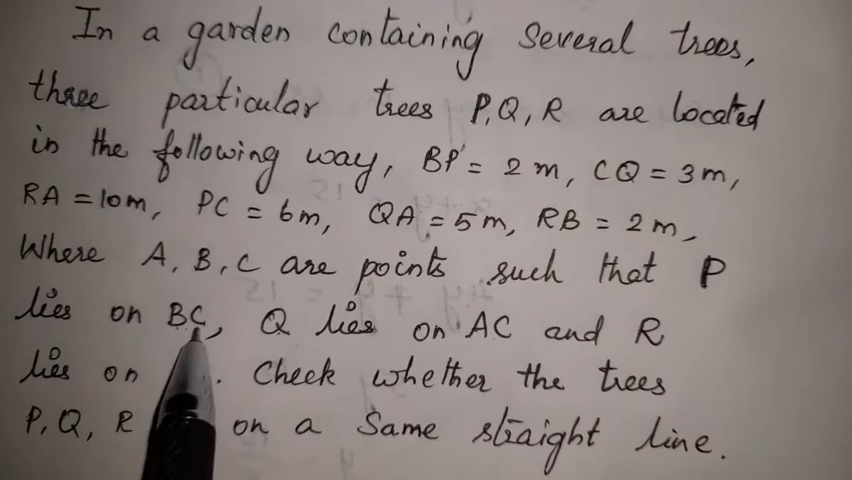 In a garden containing several trees,
three particular trees P, Q, R are located
in the following way, BP = 2 m, CQ = 3 m,
RA = 10 m, PC = 6 m, QA = 5 m, RB = 2 m,
Where A, B, C are points such that P
lies on BC, Q lies on AC and R
lies on . Check whether the trees
P, Q, R on a same straight line.